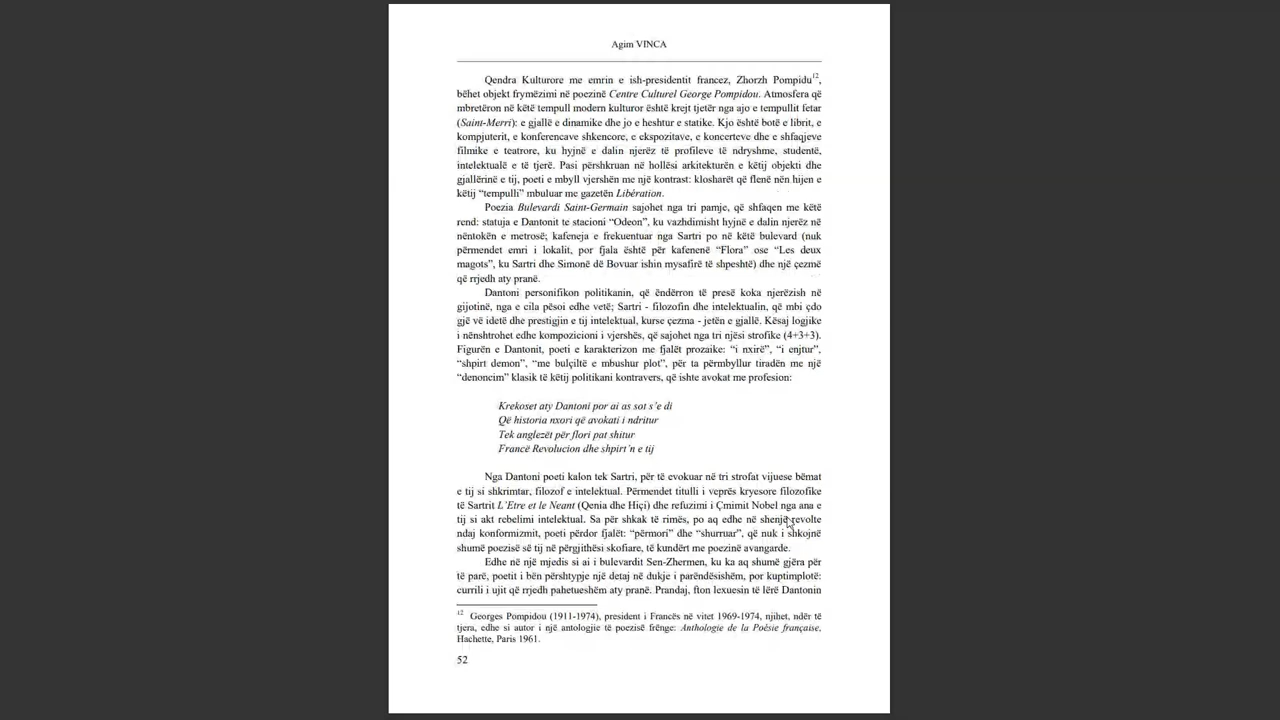 Agim VINCA
Qendra Kulturore me emrin e ish-presidentit francez, Zhorzh Pompidu12,
bëhet objekt frymëzimi në poezinë Centre Culturel George Pompidou. Atmosfera që
mbretëron në këtë tempull modern kulturor është krejt tjetër nga ajo e tempullit fetar
(Saint-Merri): e gjallë e dinamike dhe jo e heshtur e statike. Kjo është botë e librit, e
kompjuterit, e konferencave shkencore, e ekspozitave, e koncerteve dhe e shfaqjeve
filmike e teatrore, ku hyjnë e dalin njerëz të profileve të ndryshme, studentë,
intelektualë e të tjerë. Pasi përshkruan në hollësi arkitekturën e këtij objekti dhe
gjallërinë e tij, poeti e mbyll vjershën me një kontrast: klosharët që flenë nën hijen e
këtij “tempulli” mbuluar me gazetën Libération.
Poezia Bulevardi Saint-Germain sajohet nga tri pamje, që shfaqen me këtë
rend: statuja e Dantonit te stacioni “Odeon”, ku vazhdimisht hyjnë e dalin njerëz në
nëntokën e metrosë; kafeneja e frekuentuar nga Sartri po në këtë bulevard (nuk
përmendet emri i lokalit, por fjala është për kafenenë “Flora” ose “Les deux
magots”, ku Sartri dhe Simonë dë Bovuar ishin mysafirë të shpeshtë) dhe një çezmë
që rrjedh aty pranë.
Dantoni personifikon politikanin, që ëndërron të presë koka njerëzish në
gijotinë, nga e cila pësoi edhe vetë; Sartri - filozofin dhe intelektualin, që mbi çdo
gjë vë idetë dhe prestigjin e tij intelektual, kurse çezma - jetën e gjallë. Kësaj logjike
i nënshtrohet edhe kompozicioni i vjershës, që sajohet nga tri njësi strofike (4+3+3).
Figurën e Dantonit, poeti e karakterizon me fjalët prozaike: “i nxirë”, “i enjtur”,
“shpirt demon”, “me bulçiltë e mbushur plot”, për ta përmbyllur tiradën me një
“denoncim” klasik të këtij politikani kontravers, që ishte avokat me profesion:
Krekoset aty Dantoni por ai as sot s’e di
Që historia nxori që avokati i ndritur
Tek anglezët për flori pat shitur
Francë Revolucion dhe shpirt’n e tij
Nga Dantoni poeti kalon tek Sartri, për të evokuar në tri strofat vijuese bëmat
e tij si shkrimtar, filozof e intelektual. Përmendet titulli i veprës kryesore filozofike
të Sartrit L’Etre et le Neant (Qenia dhe Hiçi) dhe refuzimi i Çmimit Nobel nga ana e
tij si akt rebelimi intelektual. Sa për shkak të rimës, po aq edhe në shenjë revolte
ndaj konformizmit, poeti përdor fjalët: “përmori” dhe “shurruar”, që nuk i shkojnë
shumë poezisë së tij në përgjithësi skofiare, të kundërt me poezinë avangarde.
Edhe në një mjedis si ai i bulevardit Sen-Zhermen, ku ka aq shumë gjëra për
të parë, poetit i bën përshtypje një detaj në dukje i parëndësishëm, por kuptimplotë:
currili i ujit që rrjedh pahetueshëm aty pranë. Prandaj, fton lexuesin të lërë Dantonin
12 Georges Pompidou (1911-1974), president i Francës në vitet 1969-1974, njihet, ndër të
tjera, edhe si autor i një antologjie të poezisë frënge: Anthologie de la Poésie française,
Hachette, Paris 1961.
52